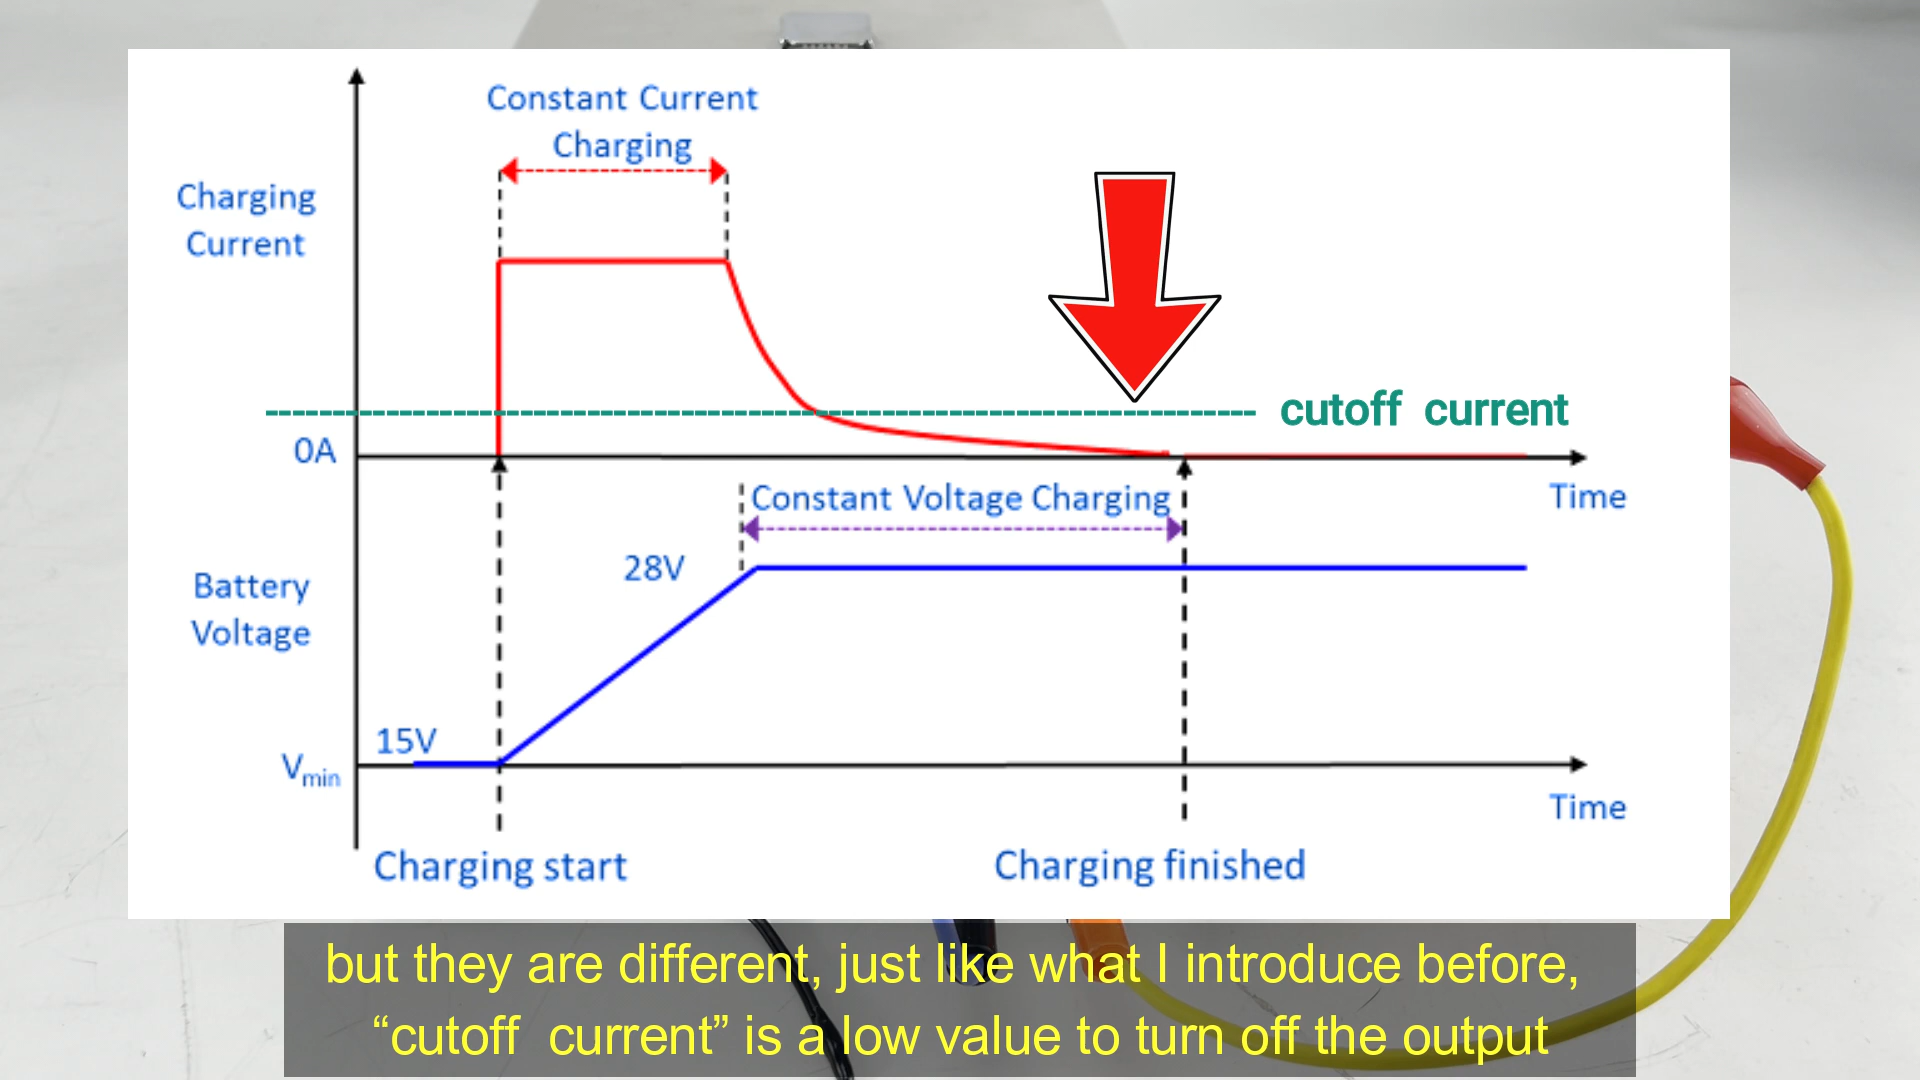 Constant Current
Charging
Charging
Current
cutoff current
0A
Time
Constant Voltage Charging
28V
Battery
Voltage
15V
Vmin
Time
Charging start
Charging finished
but they are different, just like what I introduce before,
“cutoff current” is a low value to turn off the output